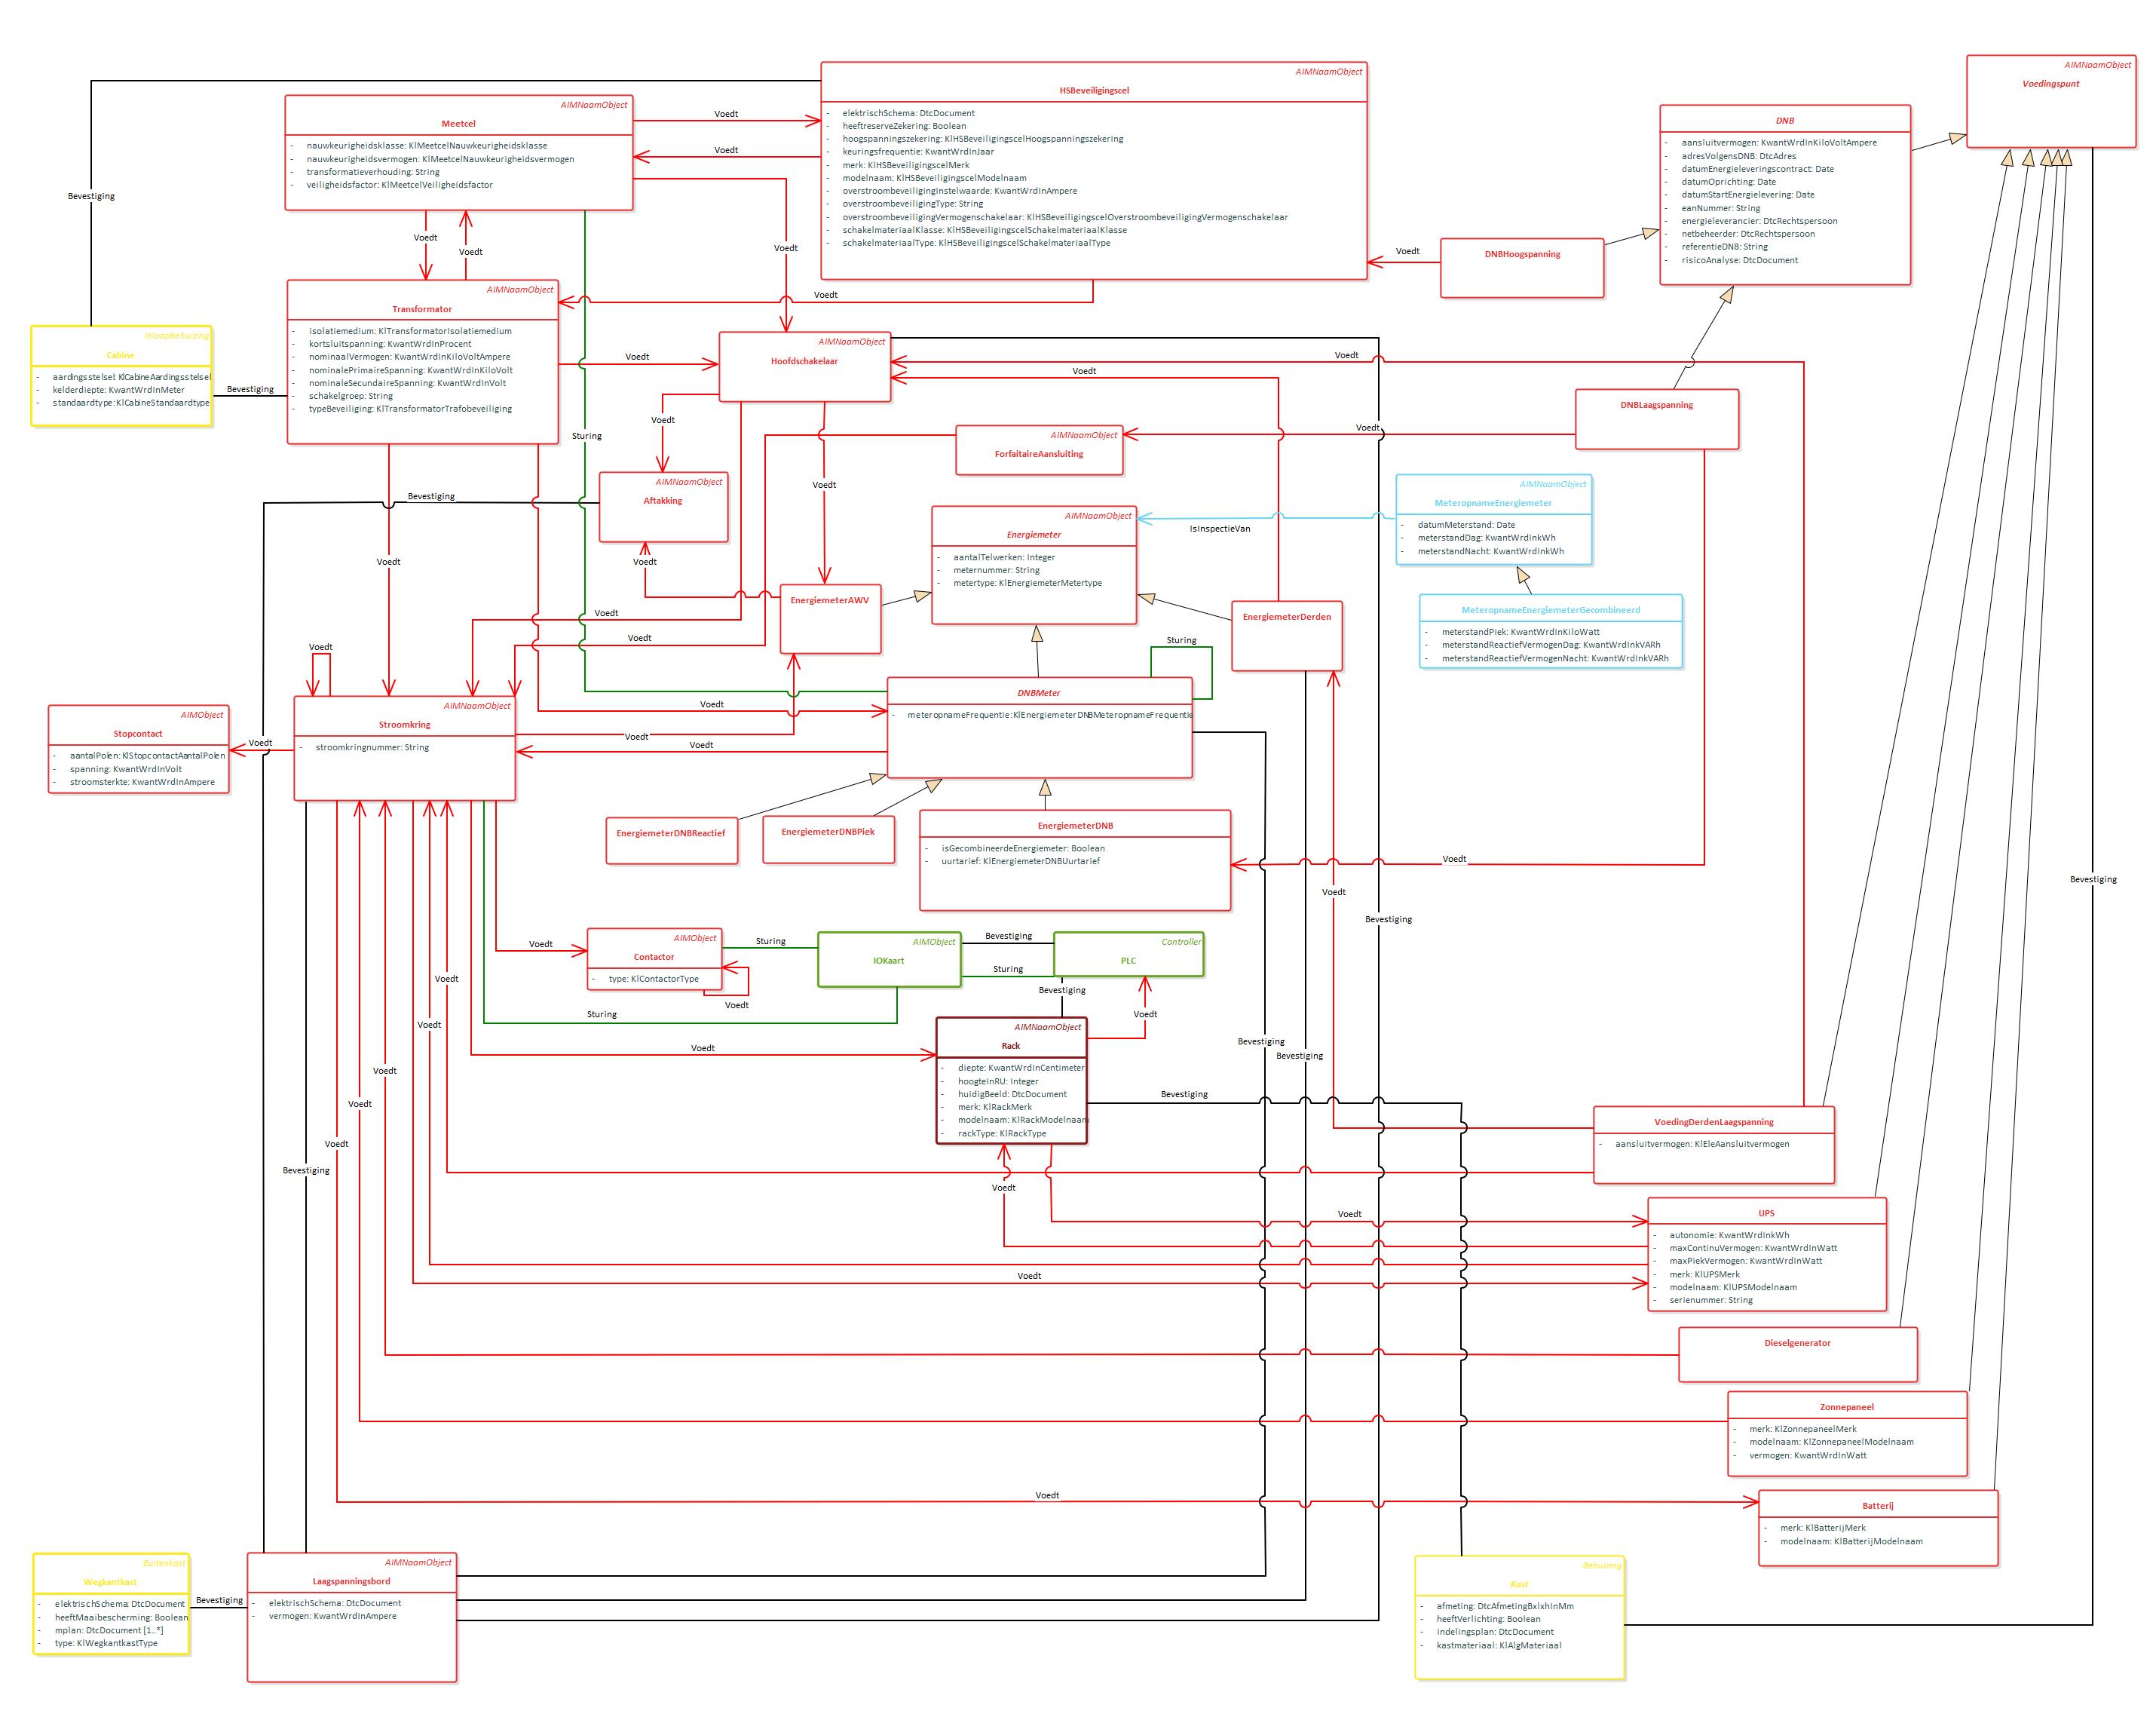 AIMNaamObject
Voedingspunt
AIMNaamObject
HSBeveiligingscel
- elektrischSchema: DtcDocument
- heeftreserveZekering: Boolean
- hoogspanningszekering: KlHSBeveiligingscelHoogspanningszekering
- keuringsfrequentie: KwantWrdInJaar
- merk: KlHSBeveiligingscelMerk
- modelnaam: KlHSBeveiligingscelModelnaam
- overstroombeveiligingInstelwaarde: KwantWrdInAmpere
- overstroombeveiligingType: String
- overstroombeveiligingVermogenschakelaar: KlHSBeveiligingscelOverstroombeveiligingVermogenschakelaar
- schakelmateriaalKlasse: KlHSBeveiligingscelSchakelmateriaalKlasse
- schakelmateriaalType: KlHSBeveiligingscelSchakelmateriaalType
AIMNaamObject
Meetcel
- nauwkeurigheidsklasse: KlMeetcelNauwkeurigheidsklasse
- nauwkeurigheidsvermogen: KlMeetcelNauwkeurigheidsvermogen
- transformatieverhouding: String
- veiligheidsfactor: KlMeetcelVeiligheidsfactor
Voedt
Voedt
DNB
- aansluitvermogen: KwantWrdInKiloVoltAmpere
- adresVolgensDNB: DtcAdres
- datumEnergieleveringscontract: Date
- datumOprichting: Date
- datumStartEnergielevering: Date
- eanNummer: String
- energieleverancier: DtcRechtspersoon
- netbeheerder: DtcRechtspersoon
- referentieDNB: String
- risicoAnalyse: DtcDocument
Bevestiging
Voedt
Voedt
Voedt
Voedt
DNBHoogspanning
AIMNaamObject
Transformator
- isolatiemedium: KlTransformatorIsolatiemedium
- kortsluitspanning: KwantWrdInProcent
- nominaalVermogen: KwantWrdInKiloVoltAmpere
- nominalePrimaireSpanning: KwantWrdInKiloVolt
- nominaleSecundaireSpanning: KwantWrdInVolt
- schakelgroep: String
- typeBeveiliging: KlTransformatorTrafobeveiliging
Voedt
Inloopbehuizing
Cabine
- aardingsstelsel: KlCabineAardingsstelsel
- kelderdiepte: KwantWrdInMeter
- standaardtype: KlCabineStandaardtype
Bevestiging
Voedt
AIMNaamObject
Hoofdschakelaar
Voedt
Voedt
DNBLaagspanning
Voedt
Sturing
AIMNaamObject
ForfaitaireAansluiting
Voedt
AIMNaamObject
Aftakking
Bevestiging
Voedt
AIMNaamObject
MeteropnameEnergiemeter
- datumMeterstand: Date
- meterstandDag: KwantWrdInkWh
- meterstandNacht: KwantWrdInkWh
IsInspectieVan
AIMNaamObject
Energiemeter
- aantalTelwerken: Integer
- meternummer: String
- metertype: KlEnergiemeterMetertype
Voedt
Voedt
EnergiemeterAWV
EnergiemeterDerden
MeteropnameEnergiemeterGecombineerd
- meterstandPiek: KwantWrdInKiloWatt
- meterstandReactiefVermogenDag: KwantWrdInkVARh
- meterstandReactiefVermogenNacht: KwantWrdInkVARh
Voedt
Voedt
Sturing
Voedt
DNBMeter
- meteropnameFrequentie: KlEnergiemeterDNBMeteropnameFrequentie
AIMNaamObject
Stroomkring
- stroomkringnummer: String
Voedt
Voedt
Voedt
AIMObject
Stopcontact
- aantalPolen: KlStopcontactAantalPolen
- spanning: KwantWrdInVolt
- stroomsterkte: KwantWrdInAmpere
Voedt
EnergiemeterDNBReactief
EnergiemeterDNBPiek
EnergiemeterDNB
- isGecombineerdeEnergiemeter: Boolean
- uurtarief: KlEnergiemeterDNBUurtarief
Voedt
Voedt
Bevestiging
Bevestiging
Voedt
AIMObject
Contactor
- type: KlContactorType
Voedt
Sturing
AIMObject
IOKaart
Bevestiging
Sturing
Controller
PLC
Bevestiging
Voedt
Voedt
Voedt
Sturing
Voedt
AIMNaamObject
Rack
- diepte: KwantWrdInCentimeter
- hoogteInRU: Integer
- huidigBeeld: DtcDocument
- merk: KlRackMerk
- modelnaam: KlRackModelnaam
- rackType: KlRackType
Bevestiging
Bevestiging
Bevestiging
Voedt
Voedt
Voedt
Bevestiging
VoedingDerdenLaagspanning
- aansluitvermogen: KlEleAansluitvermogen
Voedt
Voedt
UPS
- autonomie: KwantWrdInkWh
- maxContinuVermogen: KwantWrdInWatt
- maxPiekVermogen: KwantWrdInWatt
- merk: KlUPSMerk
- modelnaam: KlUPSModelnaam
- serienummer: String
Voedt
Dieselgenerator
Zonnepaneel
- merk: KlZonnepaneelMerk
- modelnaam: KlZonnepaneelModelnaam
- vermogen: KwantWrdInWatt
Voedt
Batterij
- merk: KlBatterijMerk
- modelnaam: KlBatterijModelnaam
Buitenkast
Wegkantkast
- elektrischSchema: DtcDocument
- heeftMaaibescherming: Boolean
- mplan: DtcDocument [1..*]
- type: KlWegkantkastType
Bevestiging
AIMNaamObject
Laagspanningsbord
- elektrischSchema: DtcDocument
- vermogen: KwantWrdInAmpere
Behuizing
Kast
- afmeting: DtcAfmetingBxlxhInMm
- heeftVerlichting: Boolean
- indelingsplan: DtcDocument
- kastmateriaal: KlAlgMateriaal